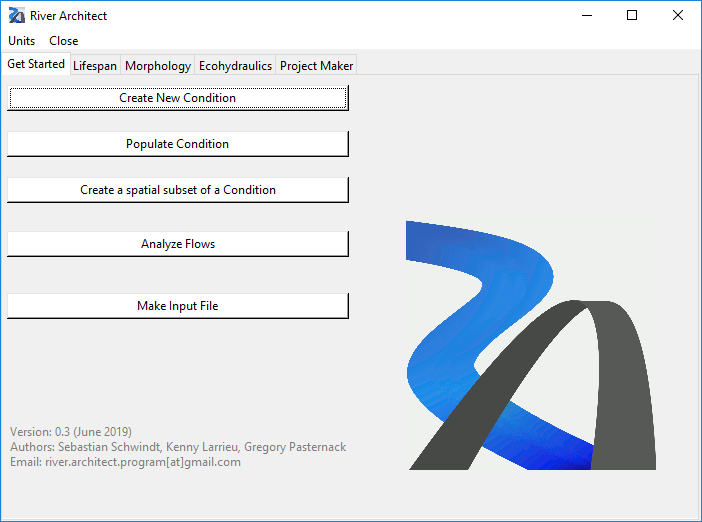 River Architect
Units Close
Get Started Lifespan Morphology Ecohydraulics Project Maker
Create New Condition
Populate Condition
Create a spatial subset of a Condition
Analyze Flows
Make Input File
Version: 0.3 (June 2019)
Authors: Sebastian Schwindt, Kenny Larrieu, Gregory Pasternack
Email: river.architect.program[at]gmail.com